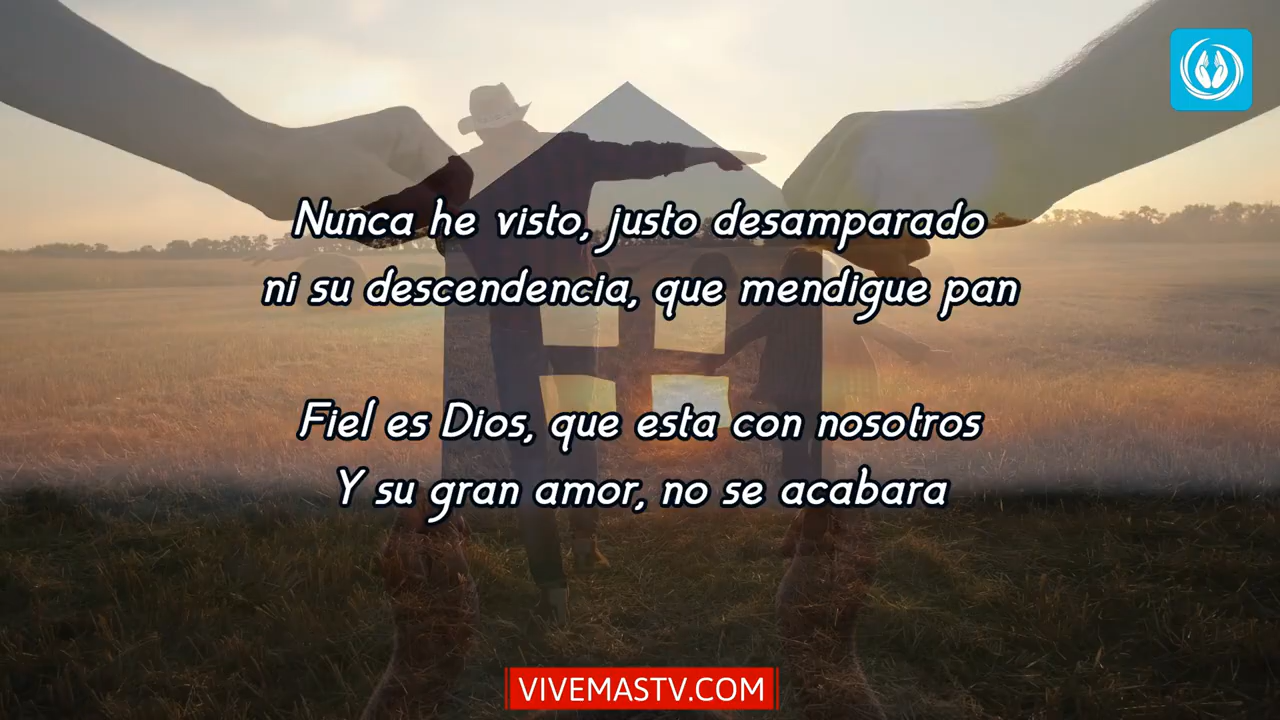 Nunca he visto, justo desamparado
ni su descendencia, que mendigue pan
Fiel es Dios, que esta con nosotros
Y su gran amor, no se acabara
VIVEMASTV.COM